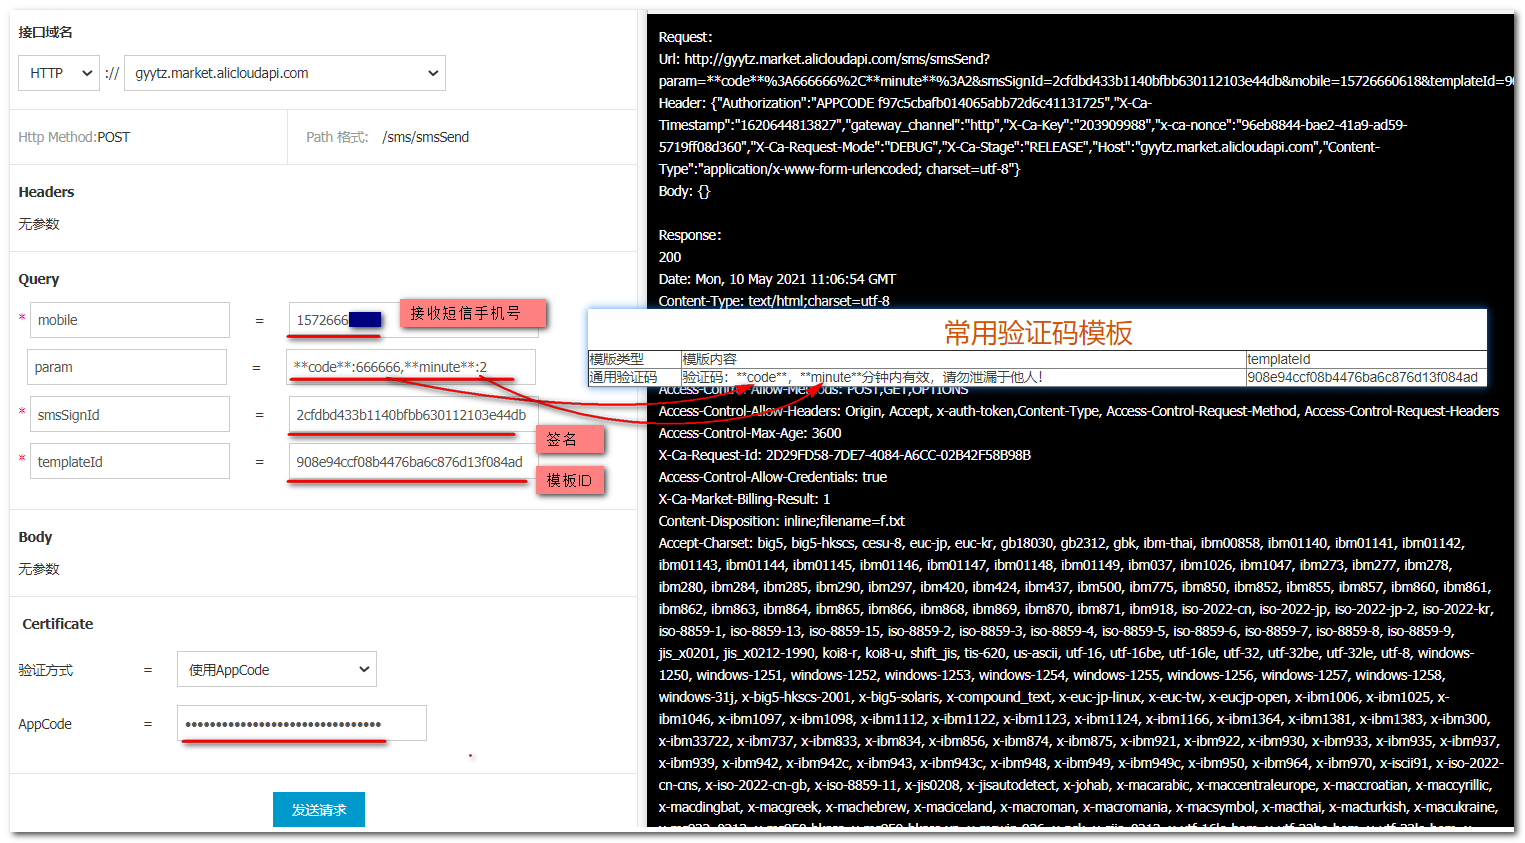 接口域名
HTTP :// gyytz.market.alicloudapi.com
Http Method:POST Path 格式: /sms/smsSend
Headers
无参数
Query
* mobile = 1572666 接收短信手机号
param = **code**:666666,**minute**:2
* smsSignId = 2cfdbd433b1140bfbb630112103e44db
签名
* templateId = 908e94ccf08b4476ba6c876d13f084ad
模板ID
Body
无参数
Certificate
验证方式 = 使用AppCode
AppCode = ••••••••••••••••••••••••••••••••
发送请求
Request:
Url: http://gyytz.market.alicloudapi.com/sms/smsSend?
param=**code**%3A666666%2C**minute**%3A2&smsSignId=2cfdbd433b1140bfbb630112103e44db&mobile=15726660618&templateId=90
Header: {"Authorization":"APPCODE f97c5cbafb014065abb72d6c41131725","X-Ca-
Timestamp":"1620644813827","gateway_channel":"http","X-Ca-Key":"203909988","x-ca-nonce":"96eb8844-bae2-41a9-ad59-
5719ff08d360","X-Ca-Request-Mode":"DEBUG","X-Ca-Stage":"RELEASE","Host":"gyytz.market.alicloudapi.com","Content-
Type":"application/x-www-form-urlencoded; charset=utf-8"}
Body: {}
Response:
200
Date: Mon, 10 May 2021 11:06:54 GMT
Content-Type: text/html;charset=utf-8
常用验证码模板
模版类型 模版内容 templateId
通用验证码 验证码：**code**，**minute**分钟内有效，请勿泄漏于他人！ 908e94ccf08b4476ba6c876d13f084ad
Access-Control-Allow-Methods: POST,GET,OPTIONS
Access-Control-Allow-Headers: Origin, Accept, x-auth-token,Content-Type, Access-Control-Request-Method, Access-Control-Request-Headers
Access-Control-Max-Age: 3600
X-Ca-Request-Id: 2D29FD58-7DE7-4084-A6CC-02B42F58B98B
Access-Control-Allow-Credentials: true
X-Ca-Market-Billing-Result: 1
Content-Disposition: inline;filename=f.txt
Accept-Charset: big5, big5-hkscs, cesu-8, euc-jp, euc-kr, gb18030, gb2312, gbk, ibm-thai, ibm00858, ibm01140, ibm01141, ibm01142,
ibm01143, ibm01144, ibm01145, ibm01146, ibm01147, ibm01148, ibm01149, ibm037, ibm1026, ibm1047, ibm273, ibm277, ibm278,
ibm280, ibm284, ibm285, ibm290, ibm297, ibm420, ibm424, ibm437, ibm500, ibm775, ibm850, ibm852, ibm855, ibm857, ibm860, ibm861,
ibm862, ibm863, ibm864, ibm865, ibm866, ibm868, ibm869, ibm870, ibm871, ibm918, iso-2022-cn, iso-2022-jp, iso-2022-jp-2, iso-2022-kr,
iso-8859-1, iso-8859-13, iso-8859-15, iso-8859-2, iso-8859-3, iso-8859-4, iso-8859-5, iso-8859-6, iso-8859-7, iso-8859-8, iso-8859-9,
jis_x0201, jis_x0212-1990, koi8-r, koi8-u, shift_jis, tis-620, us-ascii, utf-16, utf-16be, utf-16le, utf-32, utf-32be, utf-32le, utf-8, windows-
1250, windows-1251, windows-1252, windows-1253, windows-1254, windows-1255, windows-1256, windows-1257, windows-1258,
windows-31j, x-big5-hkscs-2001, x-big5-solaris, x-compound_text, x-euc-jp-linux, x-euc-tw, x-eucjp-open, x-ibm1006, x-ibm1025, x-
ibm1046, x-ibm1097, x-ibm1098, x-ibm1112, x-ibm1122, x-ibm1123, x-ibm1124, x-ibm1166, x-ibm1364, x-ibm1381, x-ibm1383, x-ibm300,
x-ibm33722, x-ibm737, x-ibm833, x-ibm834, x-ibm856, x-ibm874, x-ibm875, x-ibm921, x-ibm922, x-ibm930, x-ibm933, x-ibm935, x-ibm937,
x-ibm939, x-ibm942, x-ibm942c, x-ibm943, x-ibm943c, x-ibm948, x-ibm949, x-ibm949c, x-ibm950, x-ibm964, x-ibm970, x-iscii91, x-iso-2022-
cn-cns, x-iso-2022-cn-gb, x-iso-8859-11, x-jis0208, x-jisautodetect, x-johab, x-macarabic, x-maccentraleurope, x-maccroatian, x-maccyrillic,
x-macdingbat, x-macgreek, x-machebrew, x-maciceland, x-macroman, x-macromania, x-macsymbol, x-macthai, x-macturkish, x-macukraine,